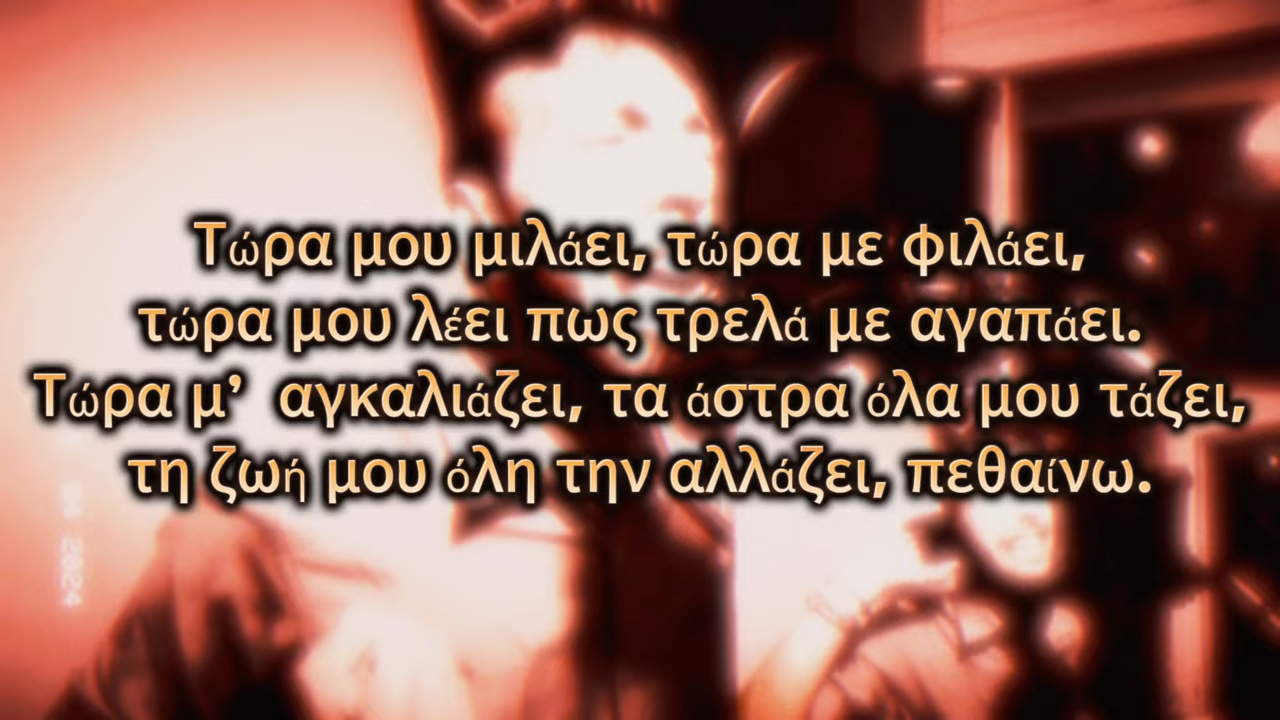 Τώρα μου μιλάει, τώρα με φιλάει,
τώρα μου λέει πως τρελά με αγαπάει.
Τώρα μ’ αγκαλιάζει, τα άστρα όλα μου τάζει,
τη ζωή μου όλη την αλλάζει, πεθαίνω.
2024